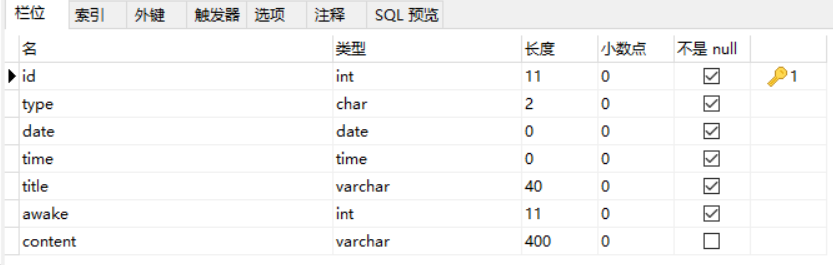 栏位 索引 外键 触发器 选项 注释 SQL 预览
名 类型 长度 小数点 不是 null
id int 11 0 1
type char 2 0
date date 0 0
time time 0 0
title varchar 40 0
awake int 11 0
content varchar 400 0